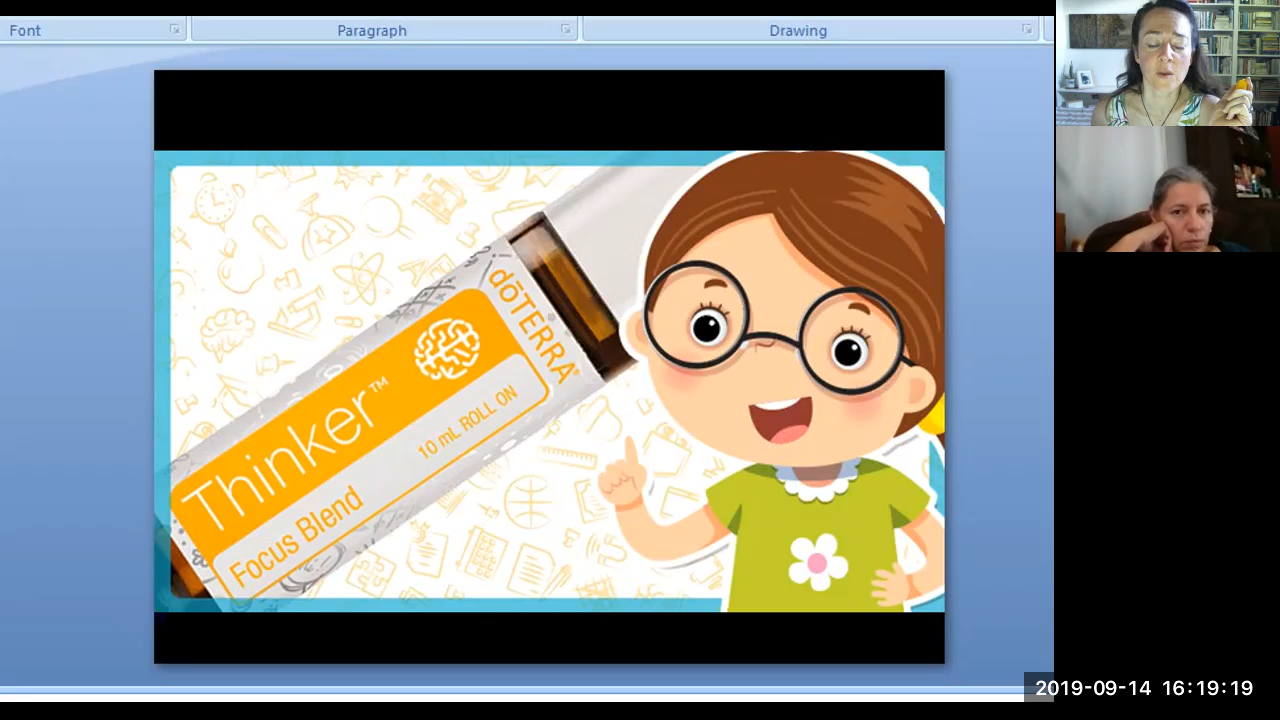 Font
Paragraph
Drawing
dōTERRA®
Thinker™
10 mL ROLL ON
Focus Blend
2019-09-14 16:19:19